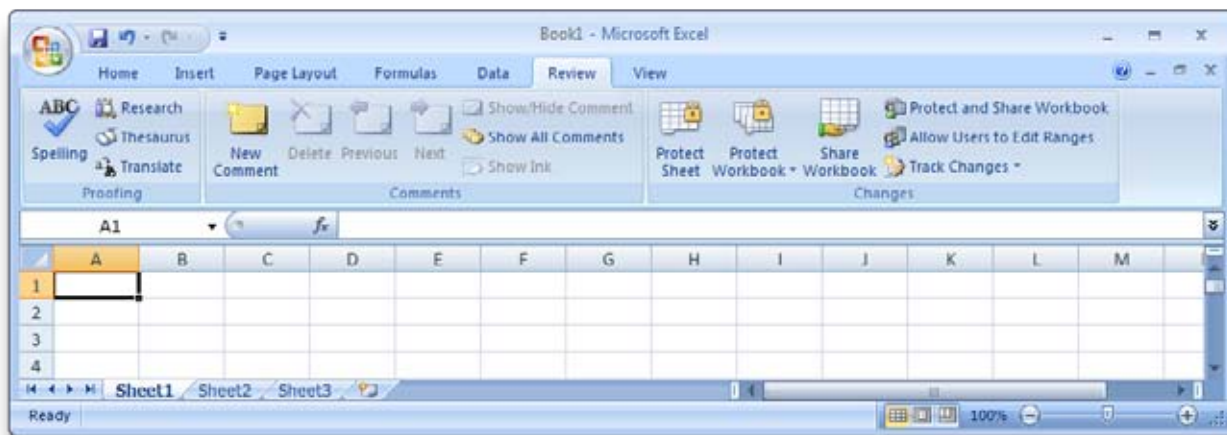 Book1 - Microsoft Excel
Home Insert Page Layout Formulas Data Review View
ABC Spelling
Research
Thesaurus
Translate
Proofing
New Comment
Delete Previous Next
Show/Hide Comment
Show All Comments
Show Ink
Comments
Protect Sheet
Protect Workbook
Share Workbook
Protect and Share Workbook
Allow Users to Edit Ranges
Track Changes
Changes
A1 fx
A B C D E F G H I J K L M
1
2
3
4
Sheet1 Sheet2 Sheet3
Ready 100%